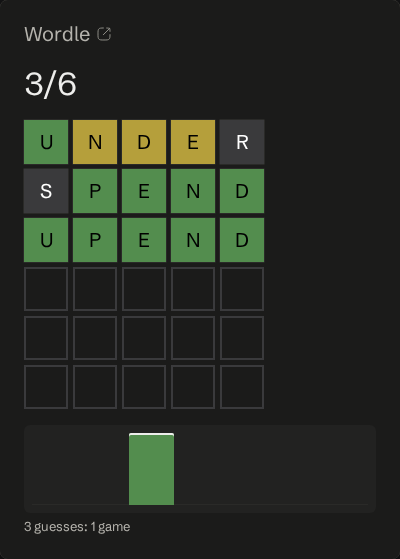 Wordle
3/6
U N D E R
S P E N D
U P E N D
3 guesses: 1 game